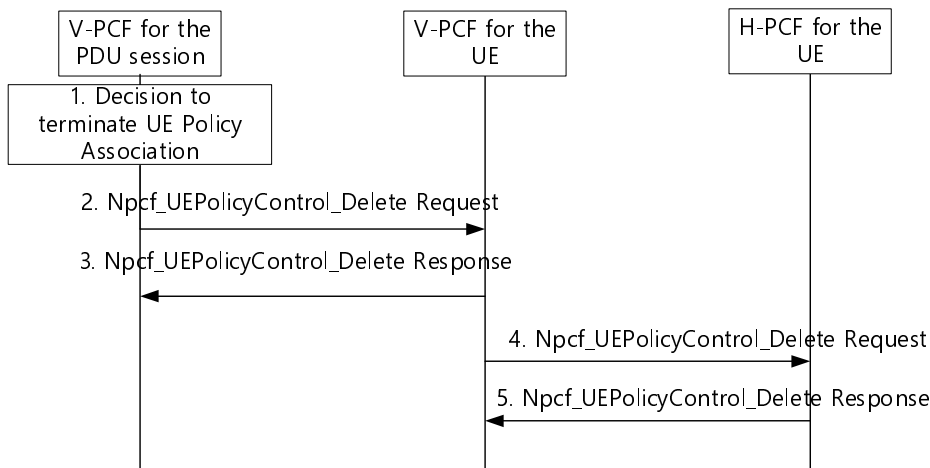 V-PCF for the
PDU session
V-PCF for the
UE
H-PCF for the
UE
1. Decision to
terminate UE Policy
Association
2. Npcf_UEPolicyControl_Delete Request
3. Npcf_UEPolicyControl_Delete Response
4. Npcf_UEPolicyControl_Delete Request
5. Npcf_UEPolicyControl_Delete Response